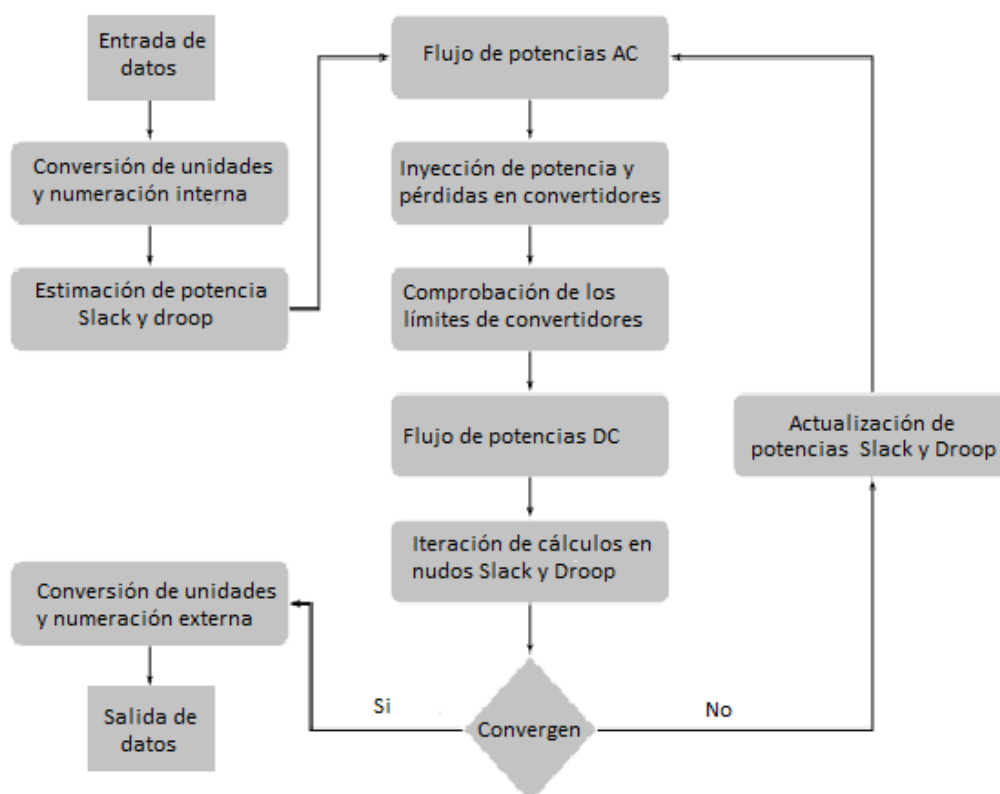 Entrada de
datos
Conversión de unidades
y numeración interna
Estimación de potencia
Slack y droop
Flujo de potencias AC
Inyección de potencia y
pérdidas en convertidores
Comprobación de los
límites de convertidores
Flujo de potencias DC
Iteración de cálculos en
nudos Slack y Droop
Convergen
No
Actualización de
potencias Slack y Droop
Si
Conversión de unidades
y numeración externa
Salida de
datos